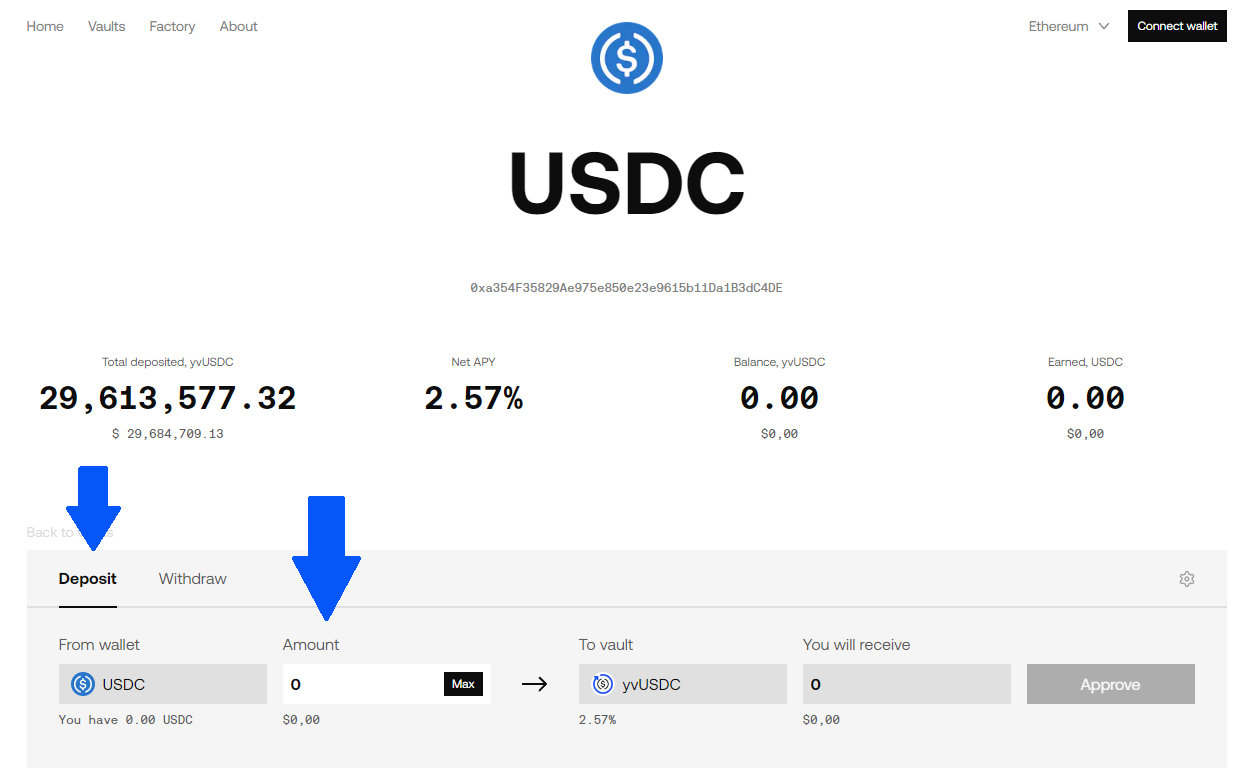 Home Vaults Factory About Ethereum Connect wallet
USDC
0xa354F35829Ae975e850e23e9615b11Da1B3dC4DE
Total deposited, yvUSDC Net APY Balance, yvUSDC Earned, USDC
29,613,577.32 2.57% 0.00 0.00
$ 29,684,709.13 $0,00 $0,00
Back to
Deposit Withdraw
From wallet Amount To vault You will receive
USDC 0 Max yvUSDC 0 Approve
You have 0.00 USDC $0,00 2.57% $0,00